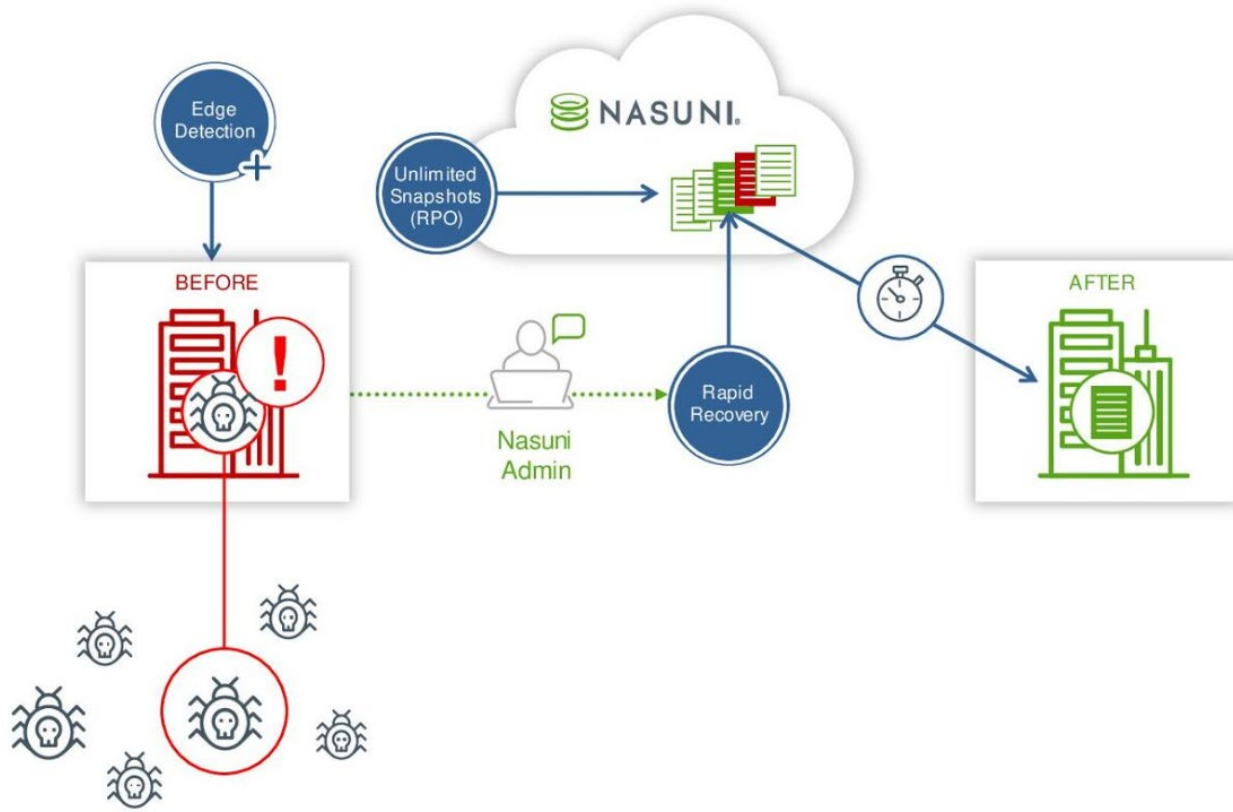 Edge
Detection
NASUNI.
Unlimited
Snapshots
(RPO)
BEFORE
AFTER
Rapid
Recovery
Nasuni
Admin